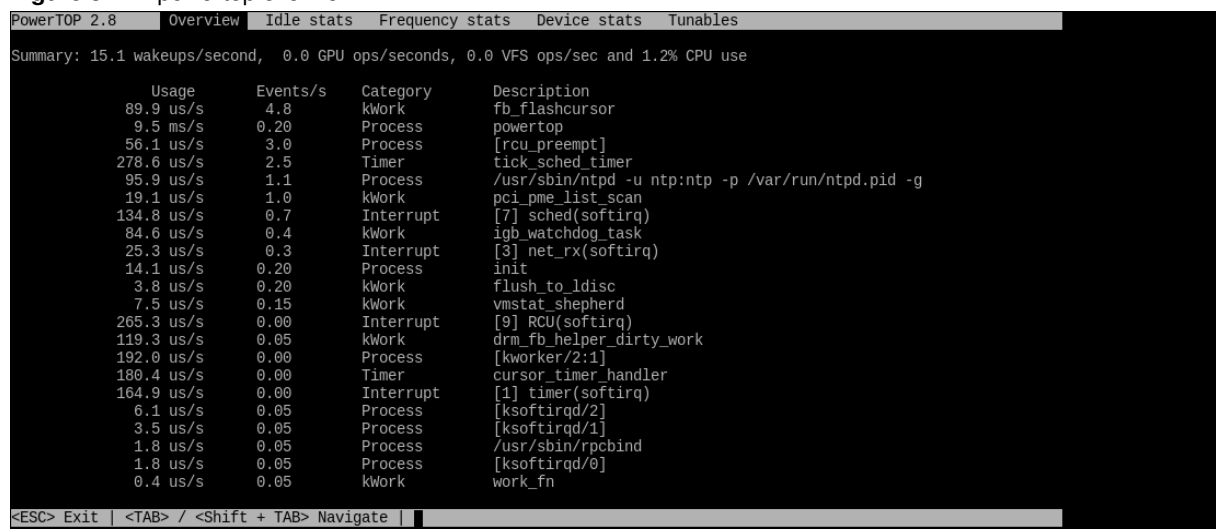 PowerTOP 2.8 Overview Idle stats Frequency stats Device stats Tunables
Summary: 15.1 wakeups/second, 0.0 GPU ops/seconds, 0.0 VFS ops/sec and 1.2% CPU use
Usage Events/s Category Description
89.9 us/s 4.8 kWork fb_flashcursor
9.5 ms/s 0.20 Process powertop
56.1 us/s 3.0 Process [rcu_preempt]
278.6 us/s 2.5 Timer tick_sched_timer
95.9 us/s 1.1 Process /usr/sbin/ntpd -u ntp:ntp -p /var/run/ntpd.pid -g
19.1 us/s 1.0 kWork pci_pme_list_scan
134.8 us/s 0.7 Interrupt [7] sched(softirq)
84.6 us/s 0.4 kWork igb_watchdog_task
25.3 us/s 0.3 Interrupt [3] net_rx(softirq)
14.1 us/s 0.20 Process init
3.8 us/s 0.20 kWork flush_to_ldisc
7.5 us/s 0.15 kWork vmstat_shepherd
265.3 us/s 0.00 Interrupt [9] RCU(softirq)
119.3 us/s 0.05 kWork drm_fb_helper_dirty_work
192.0 us/s 0.00 Process [kworker/2:1]
180.4 us/s 0.00 Timer cursor_timer_handler
164.9 us/s 0.00 Interrupt [1] timer(softirq)
6.1 us/s 0.05 Process [ksoftirqd/2]
3.5 us/s 0.05 Process [ksoftirqd/1]
1.8 us/s 0.05 Process /usr/sbin/rpcbind
1.8 us/s 0.05 Process [ksoftirqd/0]
0.4 us/s 0.05 kWork work_fn
<ESC> Exit | <TAB> / <Shift + TAB> Navigate |